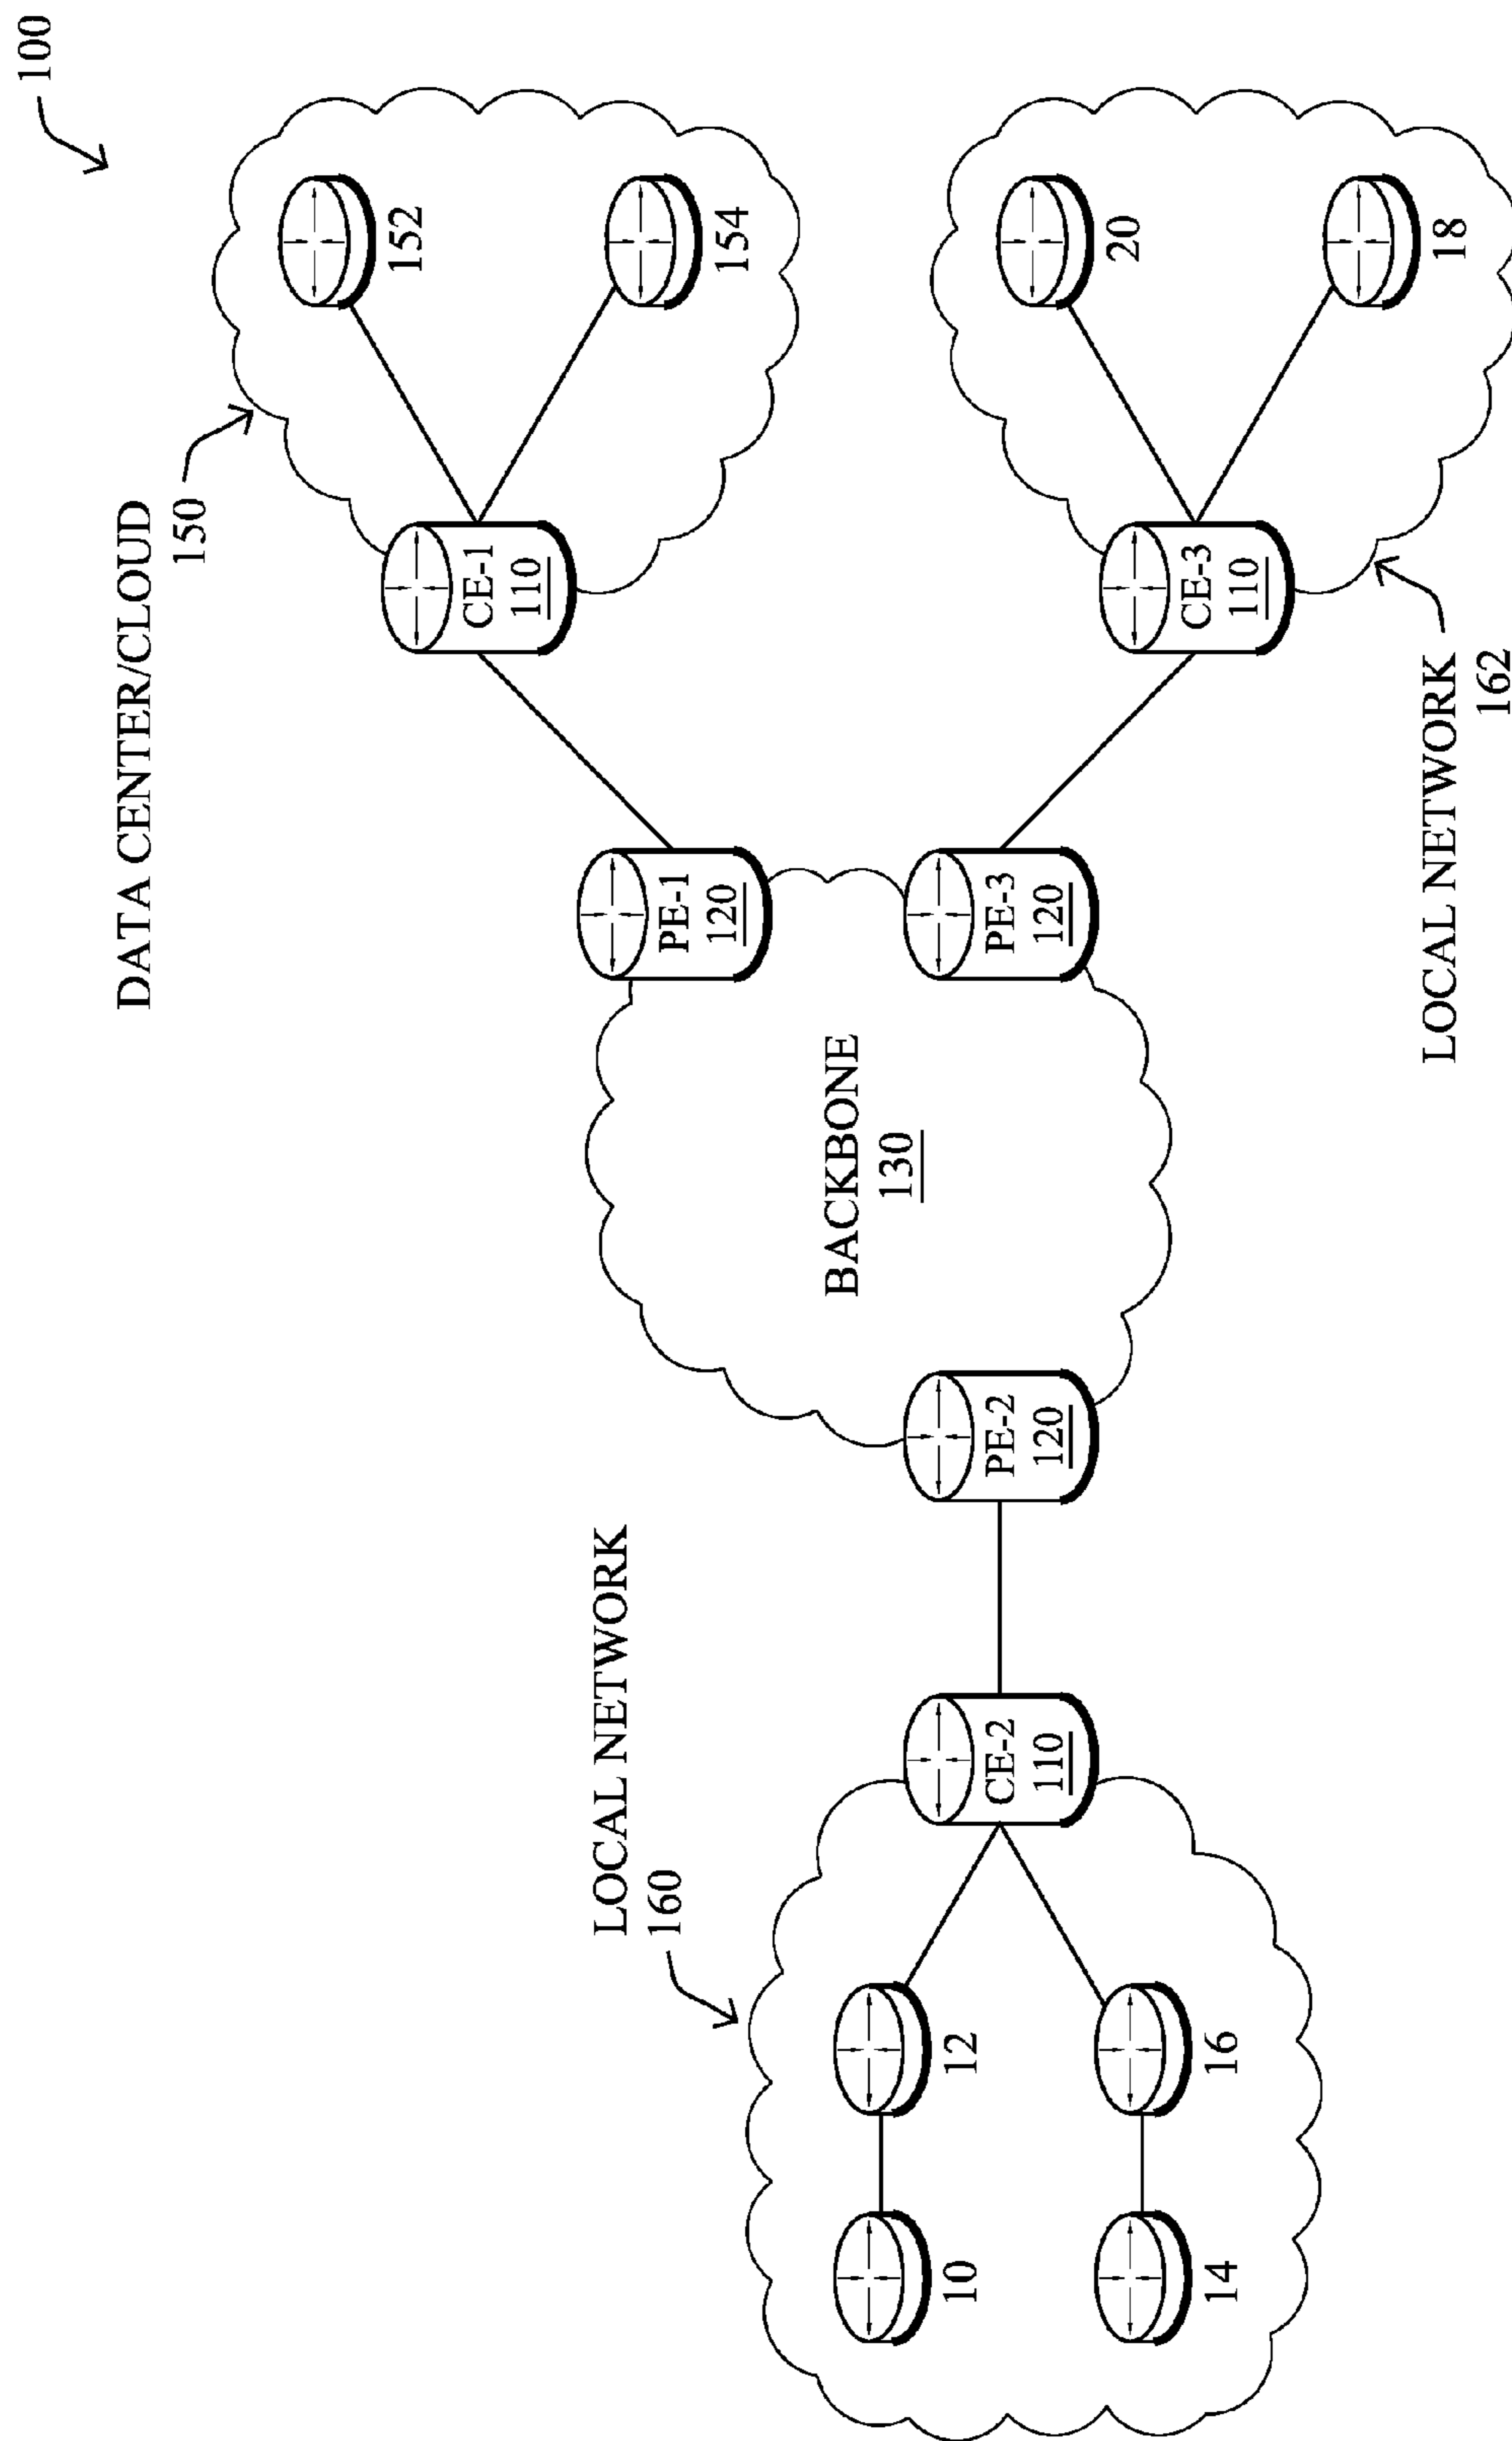 100
DATA CENTER/CLOUD
150
152
CE-1
110
154
LOCAL NETWORK
160
PE-1
120
BACKBONE
130
10
12
CE-2
110
PE-2
120
PE-3
120
CE-3
110
20
14
16
18
LOCAL NETWORK
162